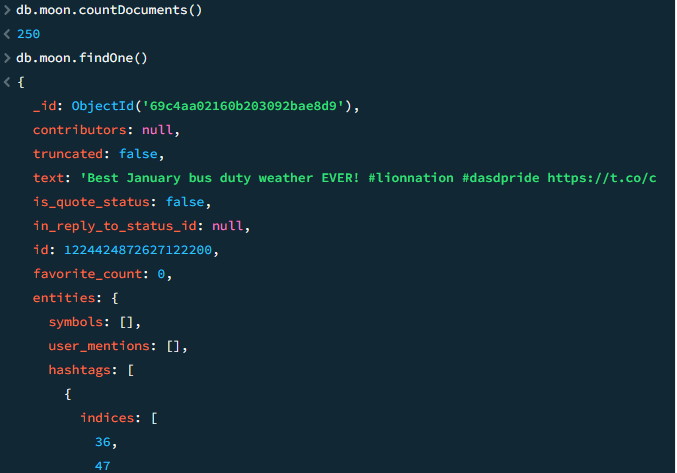 > db.moon.countDocuments()
< 250
> db.moon.findOne()
< {
_id: ObjectId('69c4aa02160b203092bae8d9'),
contributors: null,
truncated: false,
text: 'Best January bus duty weather EVER! #lionnation #dasdpride https://t.co/c
is_quote_status: false,
in_reply_to_status_id: null,
id: 1224424872627122200,
favorite_count: 0,
entities: {
symbols: [],
user_mentions: [],
hashtags: [
{
indices: [
36,
47